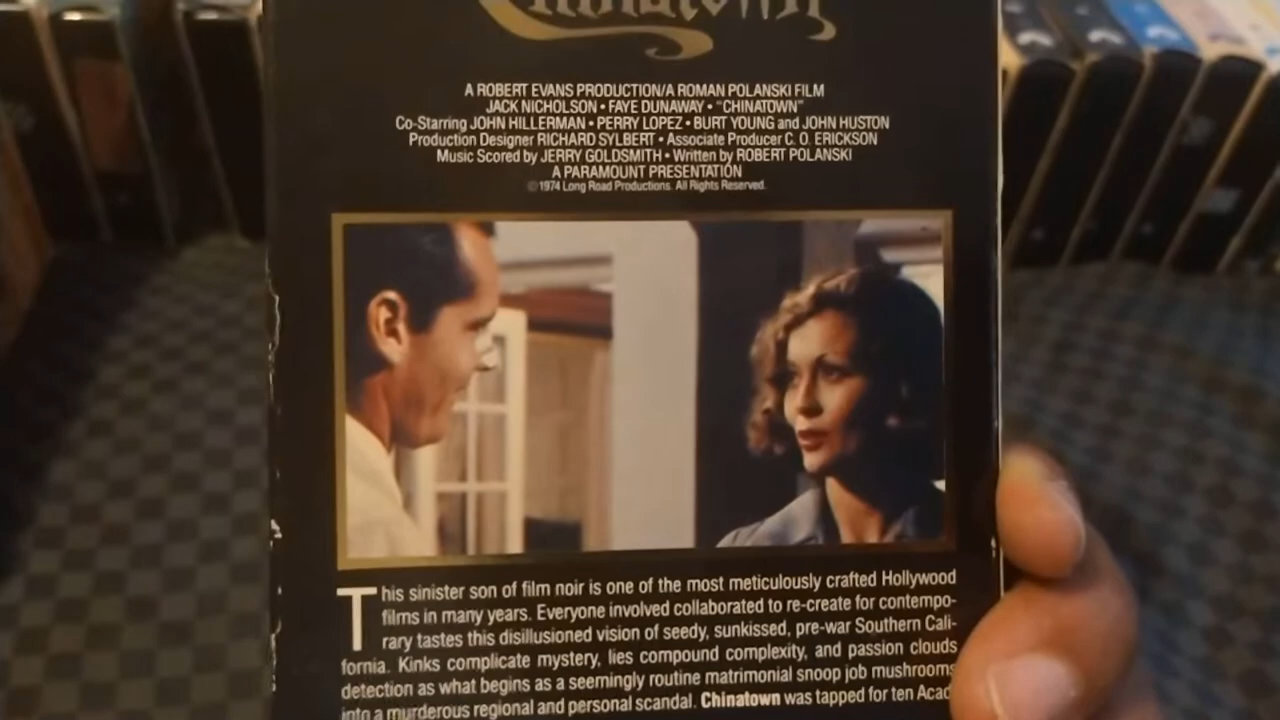 Chinatown
A ROBERT EVANS PRODUCTION/A ROMAN POLANSKI FILM
JACK NICHOLSON • FAYE DUNAWAY • "CHINATOWN"
Co-Starring JOHN HILLERMAN • PERRY LOPEZ • BURT YOUNG and JOHN HUSTON
Production Designer RICHARD SYLBERT • Associate Producer C. O. ERICKSON
Music Scored by JERRY GOLDSMITH • Written by ROBERT POLANSKI
A PARAMOUNT PRESENTATION
©1974 Long Road Productions. All Rights Reserved.
This sinister son of film noir is one of the most meticulously crafted Hollywood
films in many years. Everyone involved collaborated to re-create for contempo-
rary tastes this disillusioned vision of seedy, sunkissed, pre-war Southern Cali-
fornia. Kinks complicate mystery, lies compound complexity, and passion clouds
detection as what begins as a seemingly routine matrimonial snoop job mushrooms
into a murderous regional and personal scandal. Chinatown was tapped for ten Acad